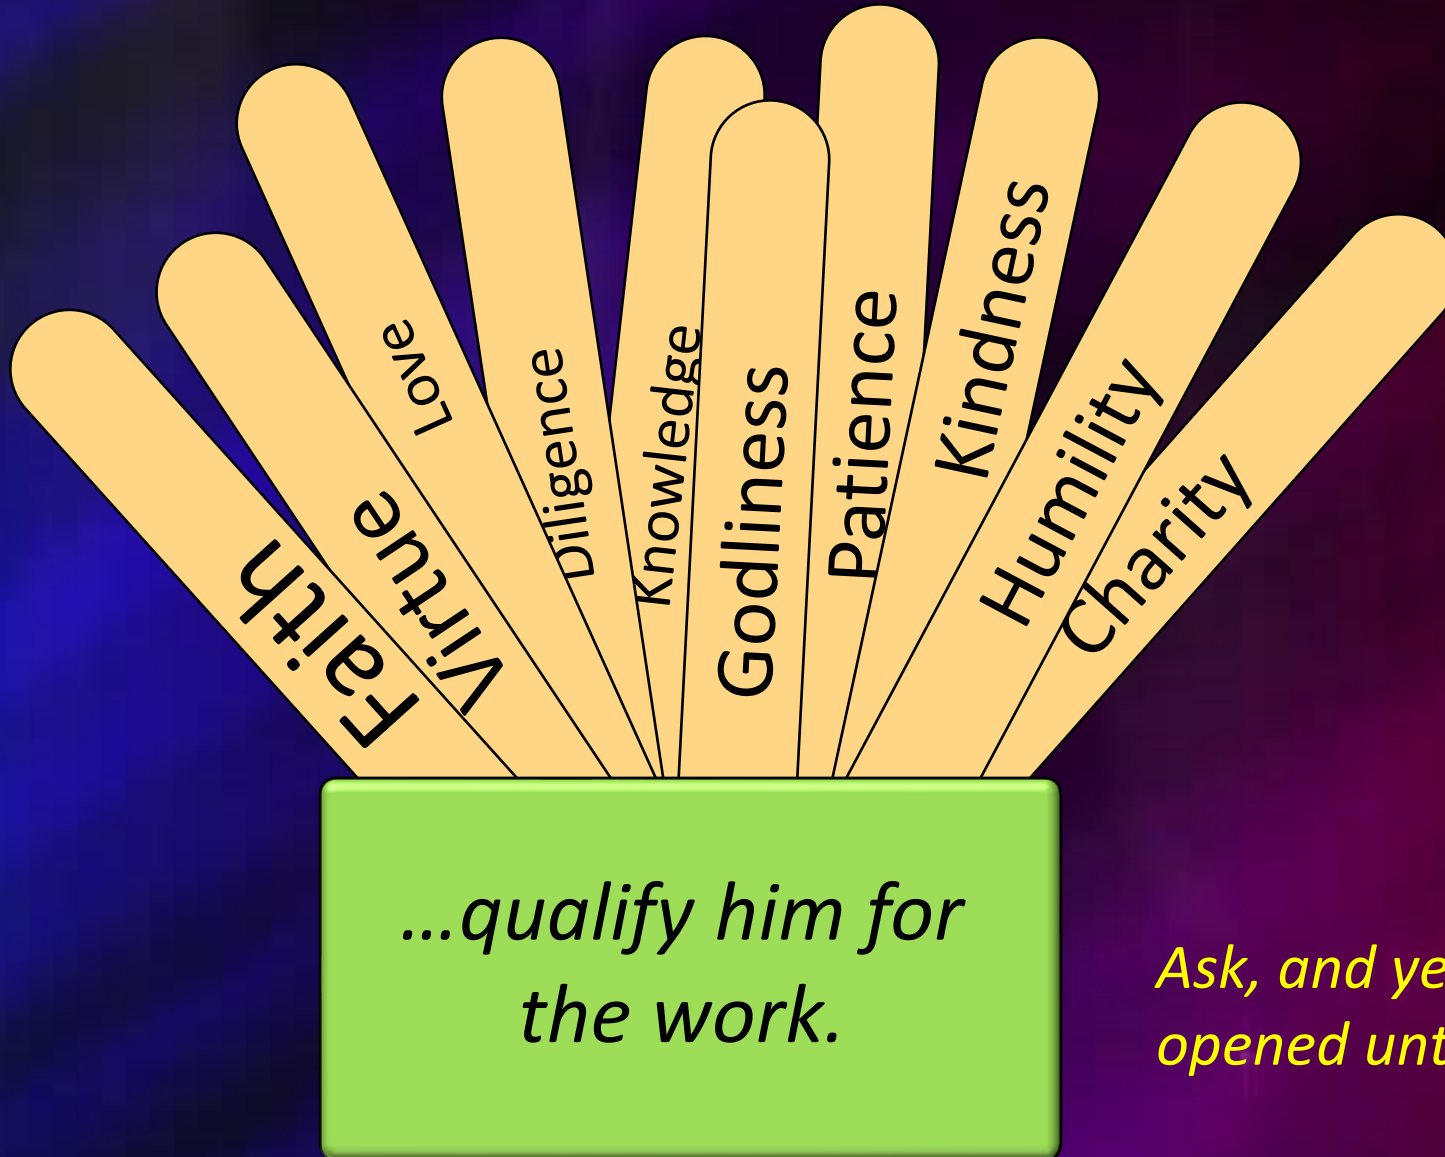 Faith
Virtue
Love
Diligence
Knowledge
Godliness
Patience
Kindness
Humility
Charity
...qualify him for
the work.
Ask, and ye
opened unt